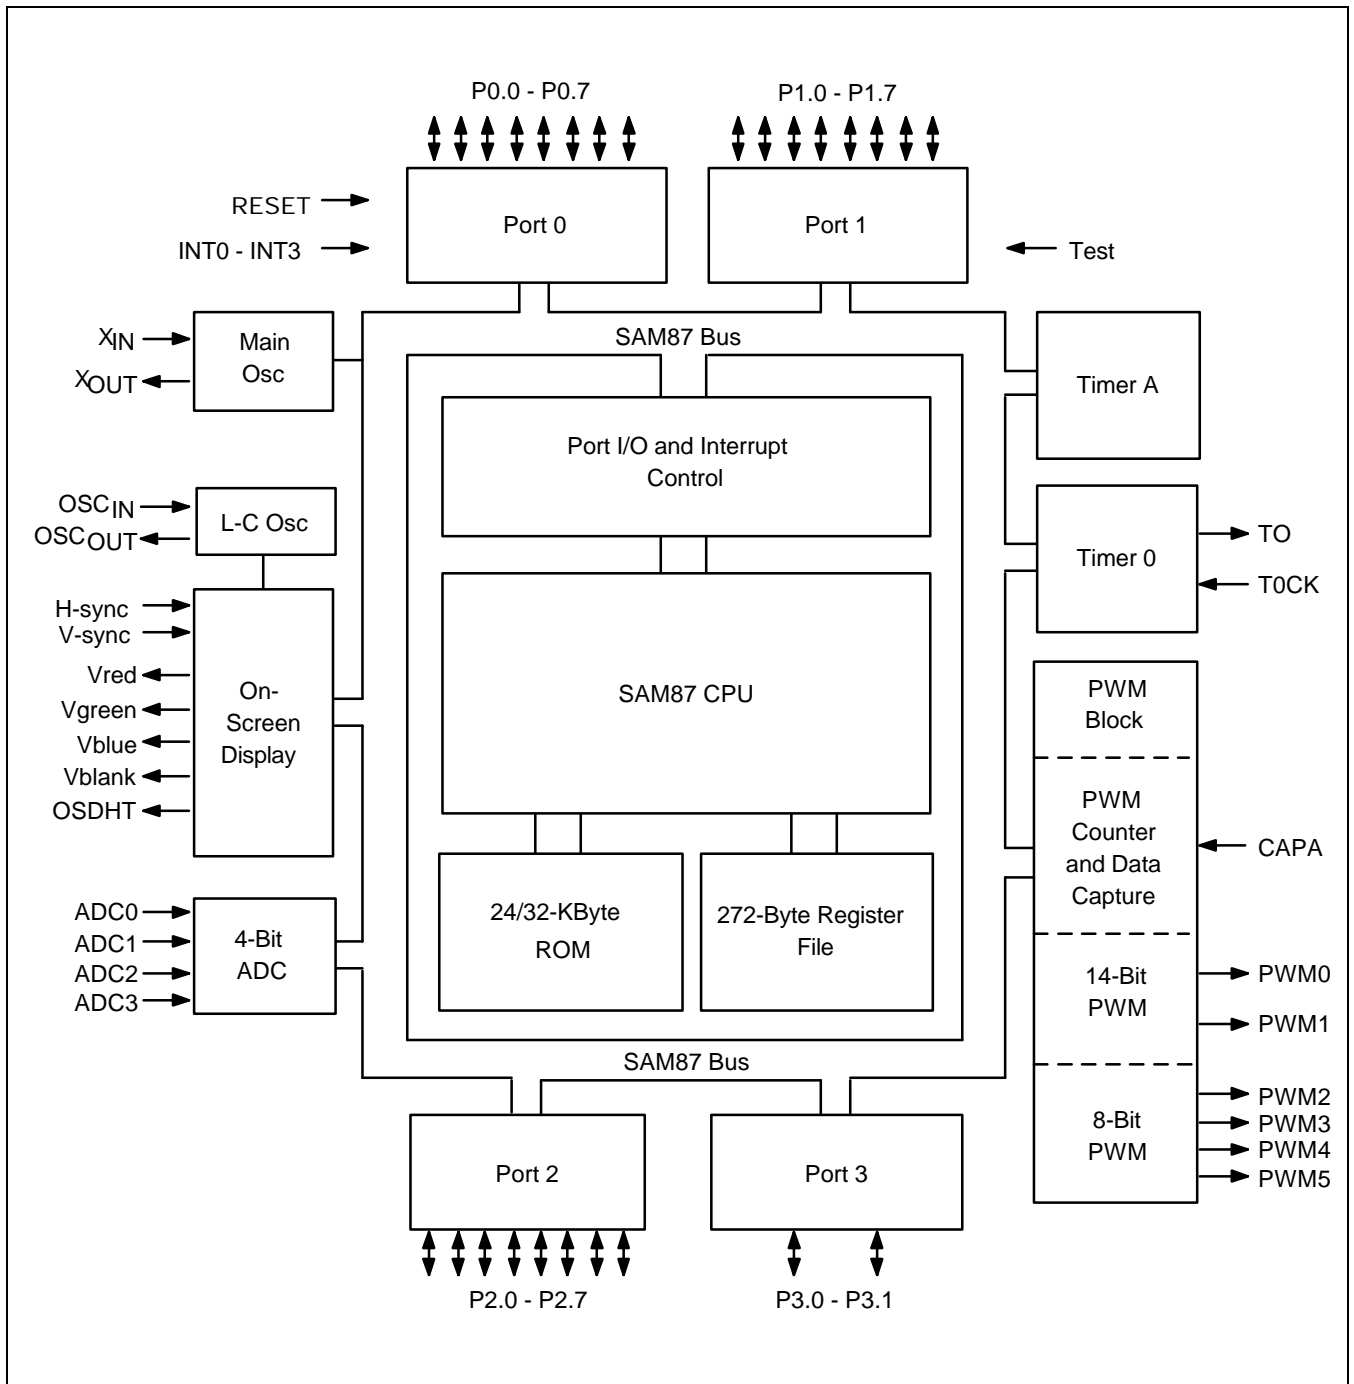 P0.0 - P0.7
P1.0 - P1.7
RESET
INT0 - INT3
Port 0
Port 1
Test
XIN
XOUT
Main
Osc
SAM87 Bus
Timer A
Port I/O and Interrupt
Control
OSCIN
OSCOUT
L-C Osc
Timer 0
TO
T0CK
H-sync
V-sync
Vred
Vgreen
Vblue
Vblank
OSDHT
On-
Screen
Display
SAM87 CPU
PWM
Block
PWM
Counter
and Data
Capture
CAPA
ADC0
ADC1
ADC2
ADC3
4-Bit
ADC
24/32-KByte
ROM
272-Byte Register
File
14-Bit
PWM
PWM0
PWM1
SAM87 Bus
8-Bit
PWM
PWM2
PWM3
PWM4
PWM5
Port 2
Port 3
P2.0 - P2.7
P3.0 - P3.1